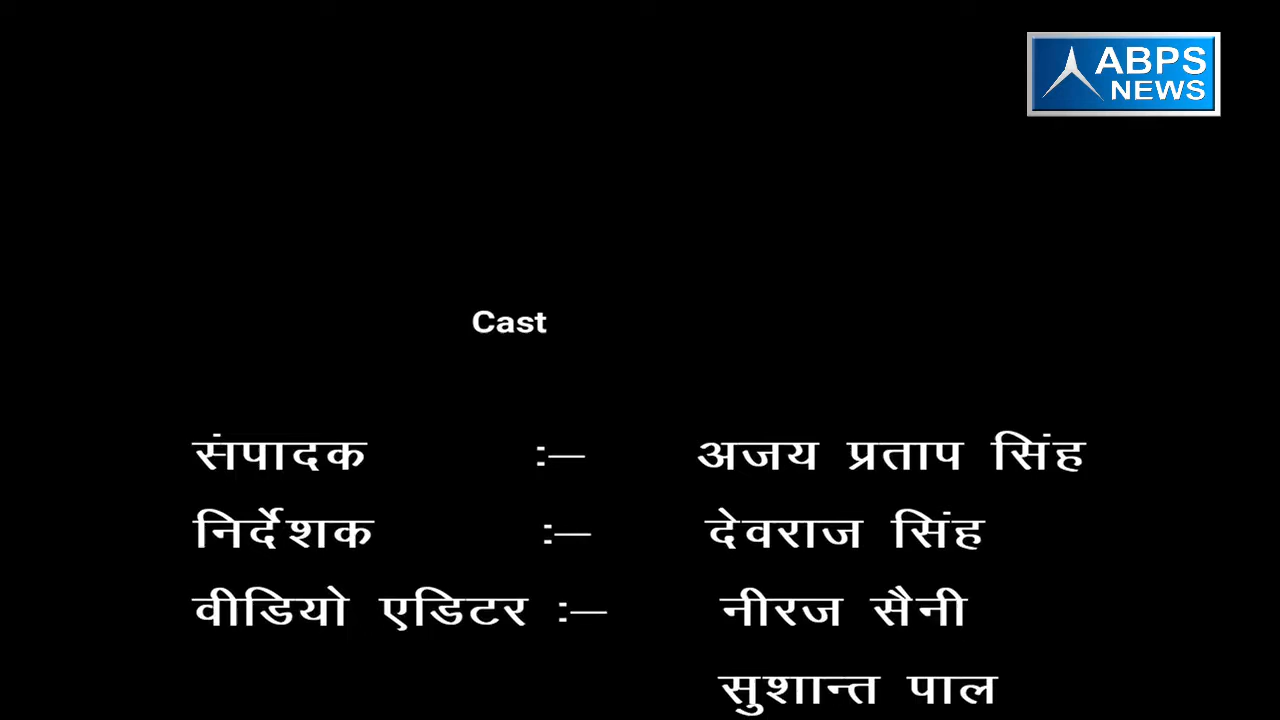 ABPS
NEWS
Cast
संपादक :— अजय प्रताप सिंह
निर्देशक :— देवराज सिंह
वीडियो एडिटर :— नीरज सैनी
सुशान्त पाल